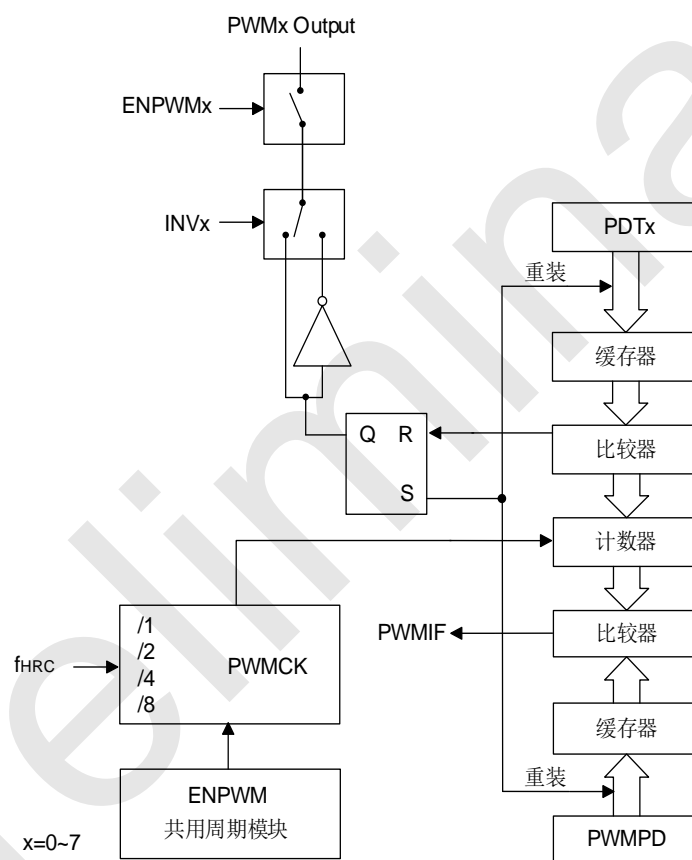 PWMx Output
ENPWMx
INVx
PDTx
重装
缓存器
Q R
比较器
S
计数器
/1
/2
/4
/8
PWMCK
fHRC
PWMIF
比较器
缓存器
重装
ENPWM
共用周期模块
PWMPD
x=0~7
elimina